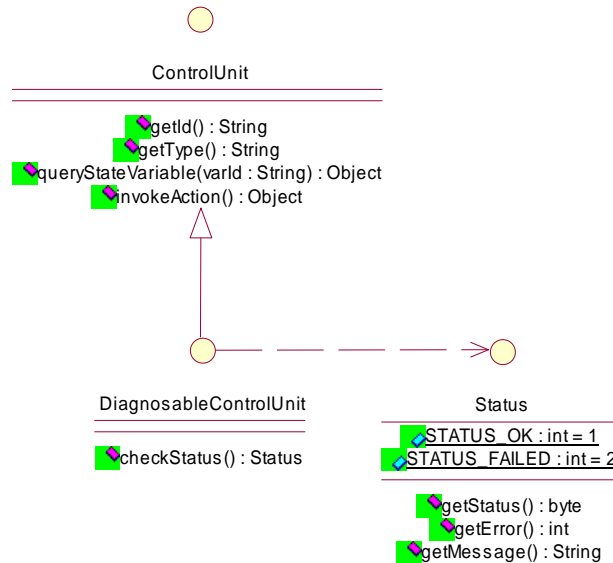 ControlUnit
getId() : String
getType() : String
queryStateVariable(varId : String) : Object
invokeAction() : Object
DiagnosableControlUnit
checkStatus() : Status
Status
STATUS_OK : int = 1
STATUS_FAILED : int = 2
getStatus() : byte
getError() : int
getMessage() : String